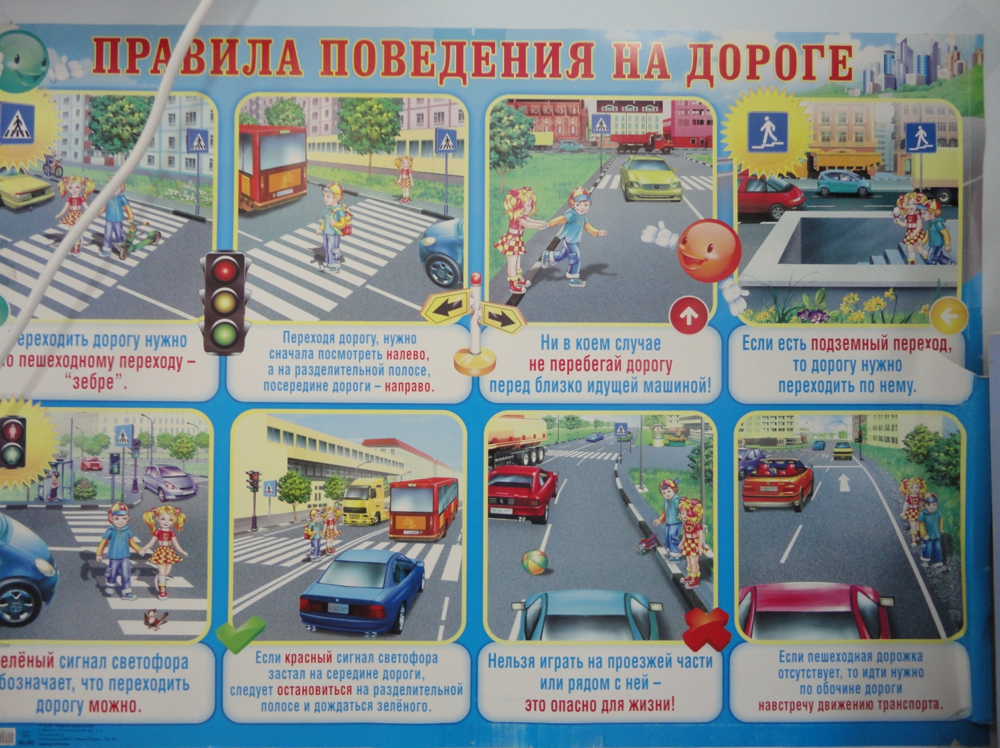 ПРАВИЛА ПОВЕДЕНИЯ НА ДОРОГЕ
ереходить дорогу нужно
о пешеходному переходу –
“зебре”.
Переходя дорогу, нужно
сначала посмотреть налево,
а на разделительной полосе,
посередине дороги – направо.
Ни в коем случае
не перебегай дорогу
перед близко идущей машиной!
Если есть подземный переход,
то дорогу нужно
переходить по нему.
елёный сигнал светофора
бозначает, что переходить
дорогу можно.
Если красный сигнал светофора
застал на середине дороги,
следует остановиться на разделительной
полосе и дождаться зелёного.
Нельзя играть на проезжей части
или рядом с ней –
это опасно для жизни!
Если пешеходная дорожка
отсутствует, то идти нужно
по обочине дороги
навстречу движению транспорта.